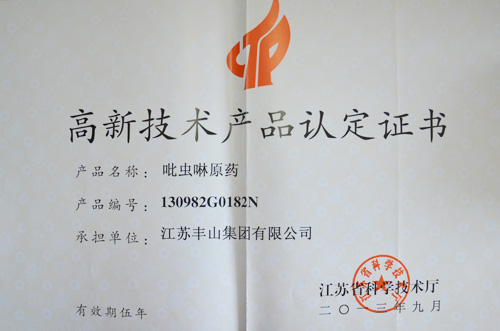 高新技术产品认定证书
产品名称：吡虫啉原药
产品编号：130982G0182N
承担单位：江苏丰山集团有限公司
江苏省科学技术厅
二〇一三年九月
有效期伍年